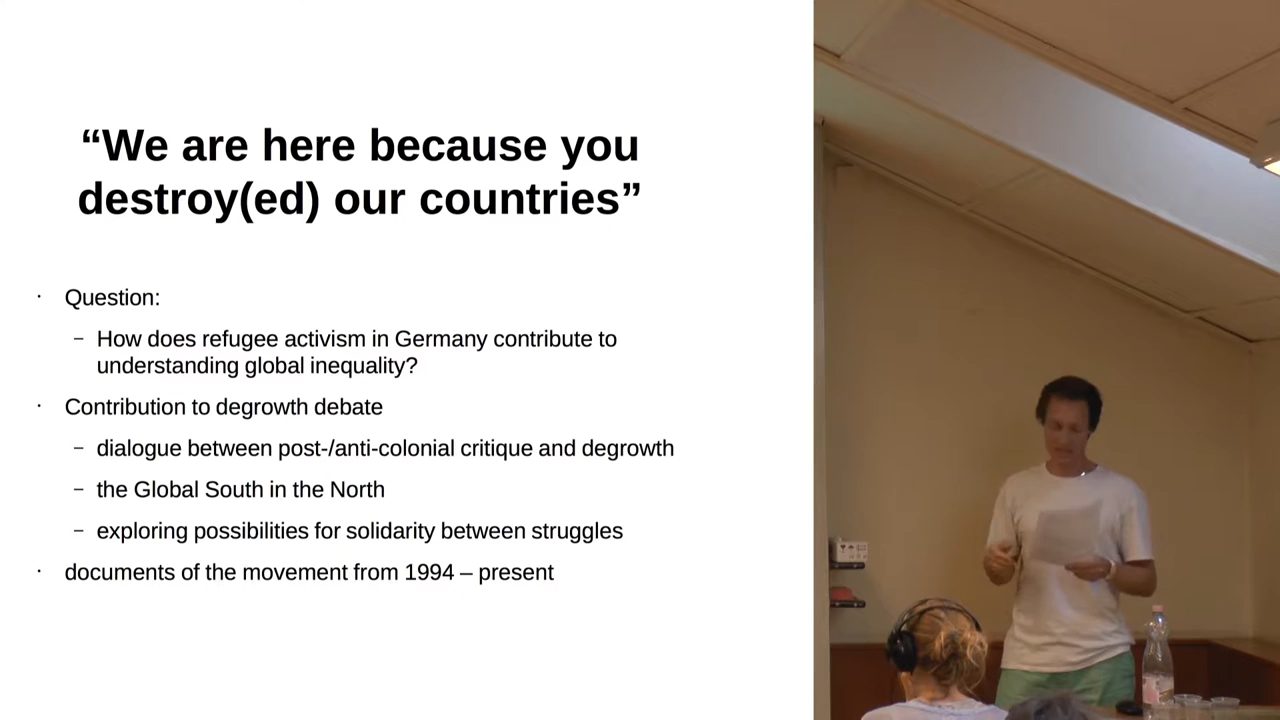 “We are here because you
destroy(ed) our countries”
· Question:
– How does refugee activism in Germany contribute to
understanding global inequality?
· Contribution to degrowth debate
– dialogue between post-/anti-colonial critique and degrowth
– the Global South in the North
– exploring possibilities for solidarity between struggles
· documents of the movement from 1994 – present